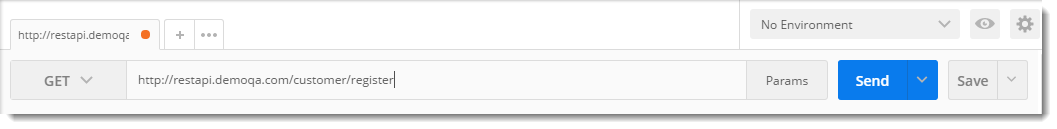 http://restapi.demoqa
+
•••
No Environment
GET
http://restapi.demoqa.com/customer/register
Params
Send
Save